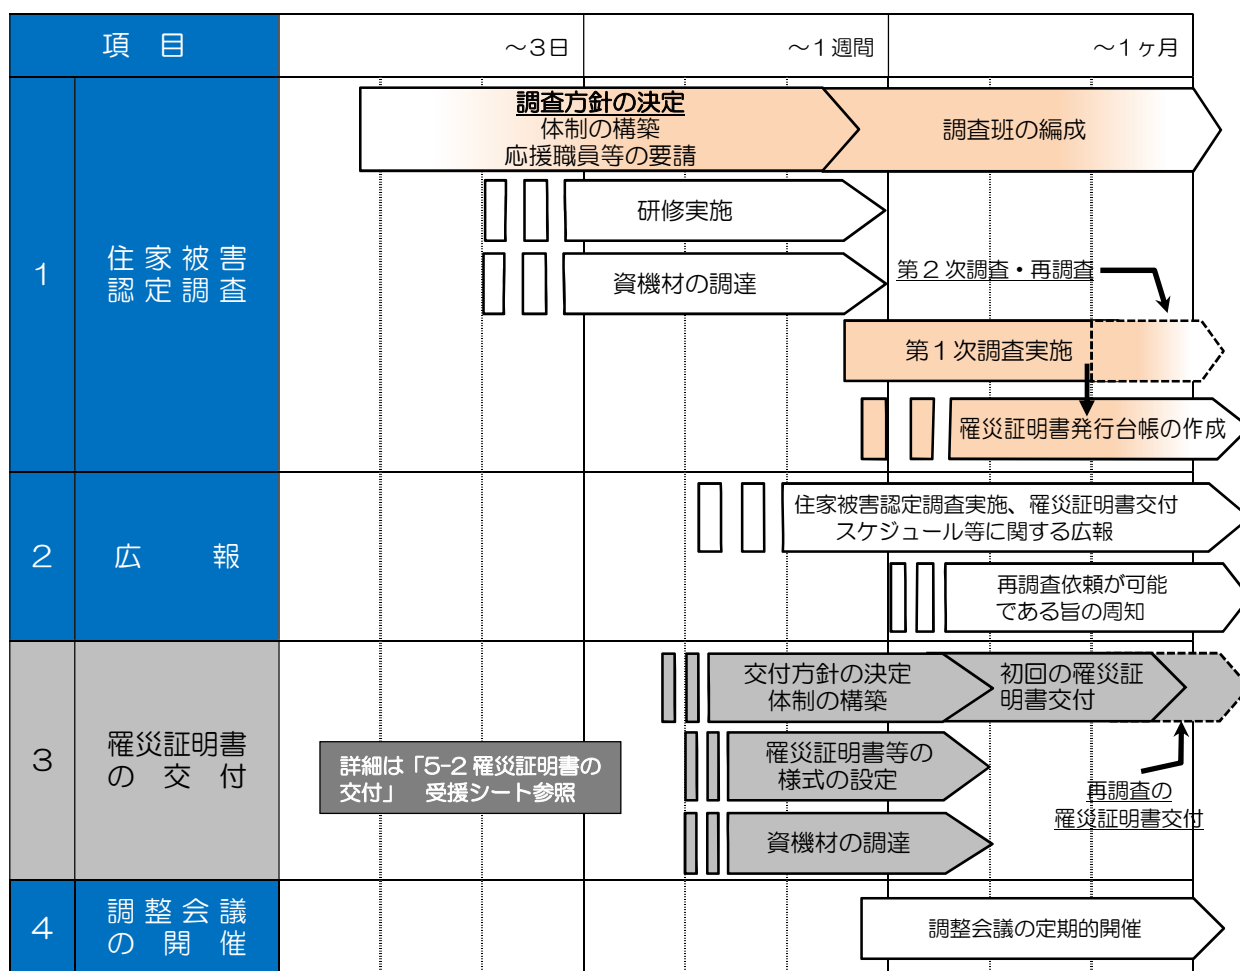 項　目
～3日
～1週間
～1ヶ月
1
住家被害
認定調査
調査方針の決定
体制の構築
応援職員等の要請
調査班の編成
研修実施
資機材の調達
第2次調査・再調査
第1次調査実施
罹災証明書発行台帳の作成
2
広　　報
住家被害認定調査実施、罹災証明書交付
スケジュール等に関する広報
再調査依頼が可能
である旨の周知
3
罹災証明書
の　交　付
詳細は「5-2 罹災証明書の
交付」　受援シート参照
交付方針の決定
体制の構築
初回の罹災証
明書交付
罹災証明書等の
様式の設定
再調査の
罹災証明書交付
資機材の調達
4
調整会議
の　開　催
調整会議の定期的開催